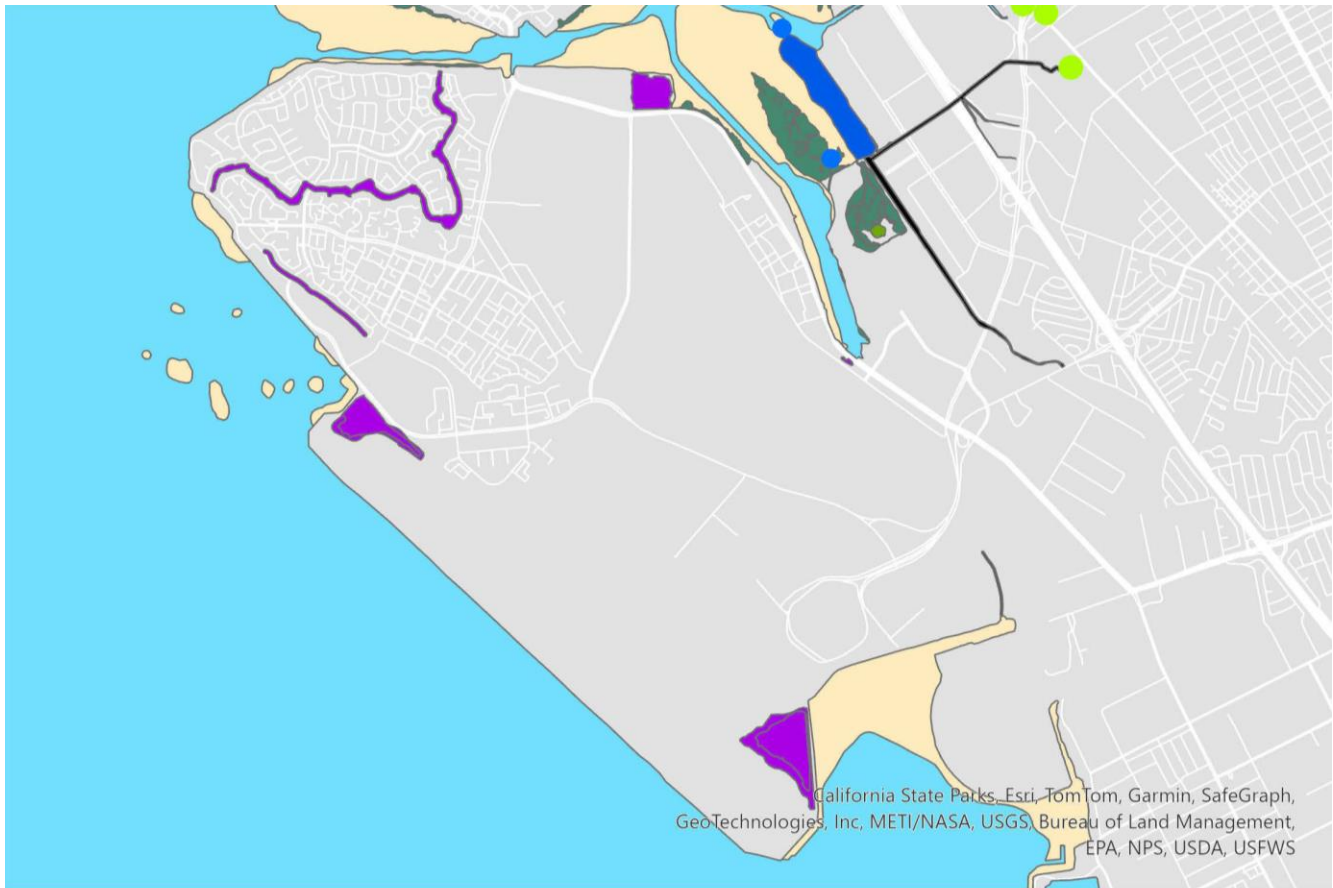 California State Parks, Esri, TomTom, Garmin, SafeGraph,
GeoTechnologies, Inc, METI/NASA, USGS, Bureau of Land Management,
EPA, NPS, USDA, USFWS